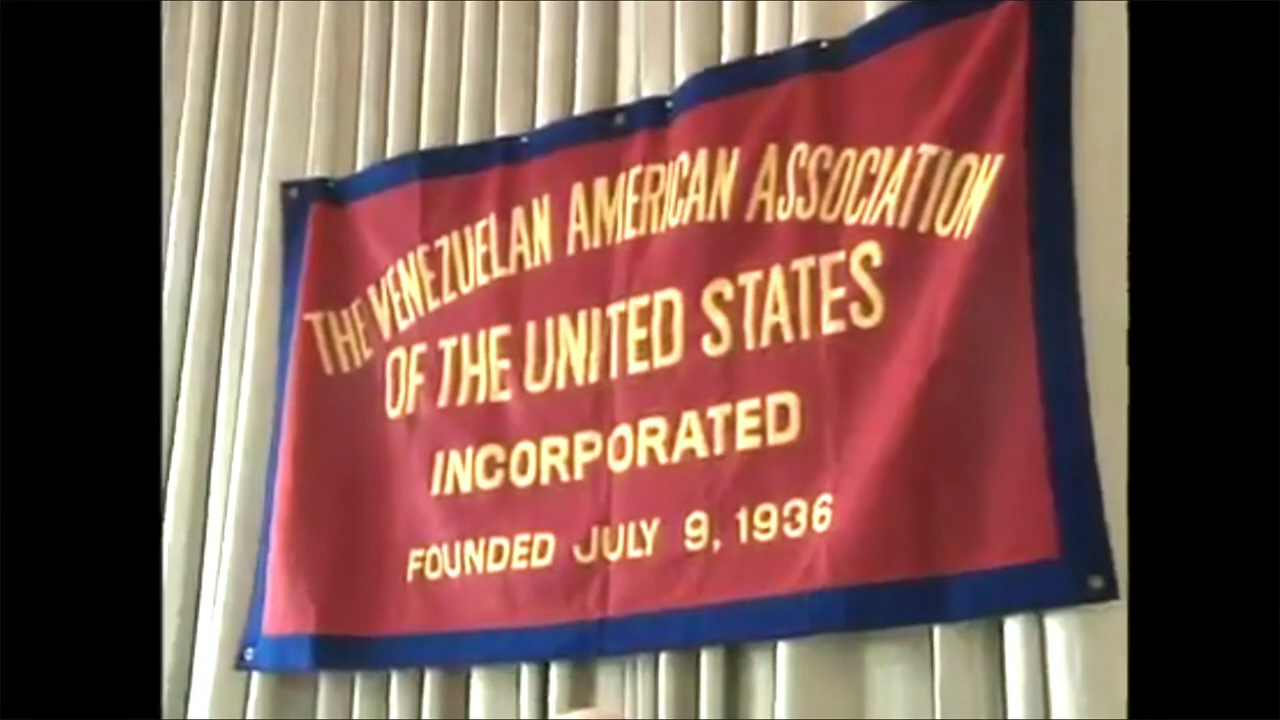 THE VENEZUELAN AMERICAN ASSOCIATION
OF THE UNITED STATES
INCORPORATED
FOUNDED JULY 9, 1936